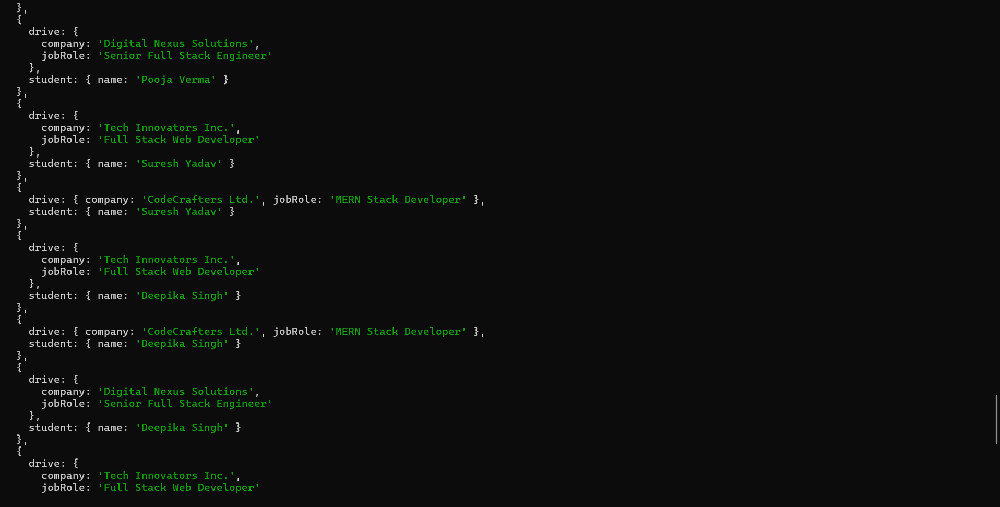 },
{
drive: {
company: 'Digital Nexus Solutions',
jobRole: 'Senior Full Stack Engineer'
},
student: { name: 'Pooja Verma' }
},
{
drive: {
company: 'Tech Innovators Inc.',
jobRole: 'Full Stack Web Developer'
},
student: { name: 'Suresh Yadav' }
},
{
drive: { company: 'CodeCrafters Ltd.', jobRole: 'MERN Stack Developer' },
student: { name: 'Suresh Yadav' }
},
{
drive: {
company: 'Tech Innovators Inc.',
jobRole: 'Full Stack Web Developer'
},
student: { name: 'Deepika Singh' }
},
{
drive: { company: 'CodeCrafters Ltd.', jobRole: 'MERN Stack Developer' },
student: { name: 'Deepika Singh' }
},
{
drive: {
company: 'Digital Nexus Solutions',
jobRole: 'Senior Full Stack Engineer'
},
student: { name: 'Deepika Singh' }
},
{
drive: {
company: 'Tech Innovators Inc.',
jobRole: 'Full Stack Web Developer'